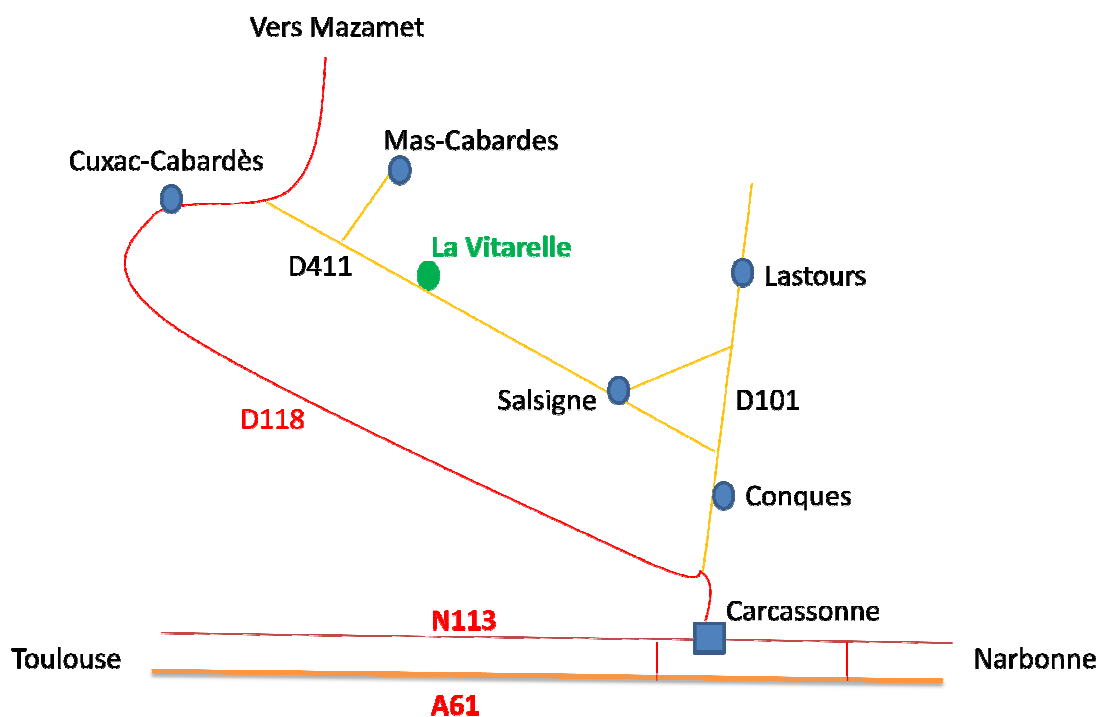 Vers Mazamet
Mas-Cabardes
Cuxac-Cabardès
La Vitarelle
D411
Lastours
Salsigne
D101
D118
Conques
Carcassonne
N113
Toulouse
Narbonne
A61